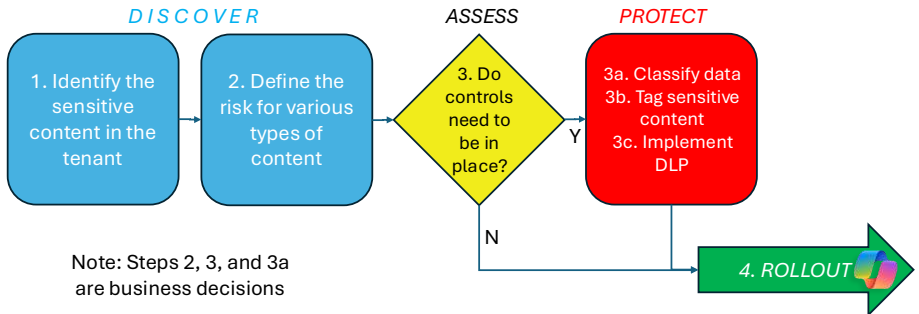 DISCOVER
ASSESS
PROTECT
1. Identify the
sensitive
content in the
tenant
2. Define the
risk for various
types of
content
3. Do
controls
need to
be in
place?
Y
3a. Classify data
3b. Tag sensitive
content
3c. Implement
DLP
N
Note: Steps 2, 3, and 3a
are business decisions
4. ROLLOUT